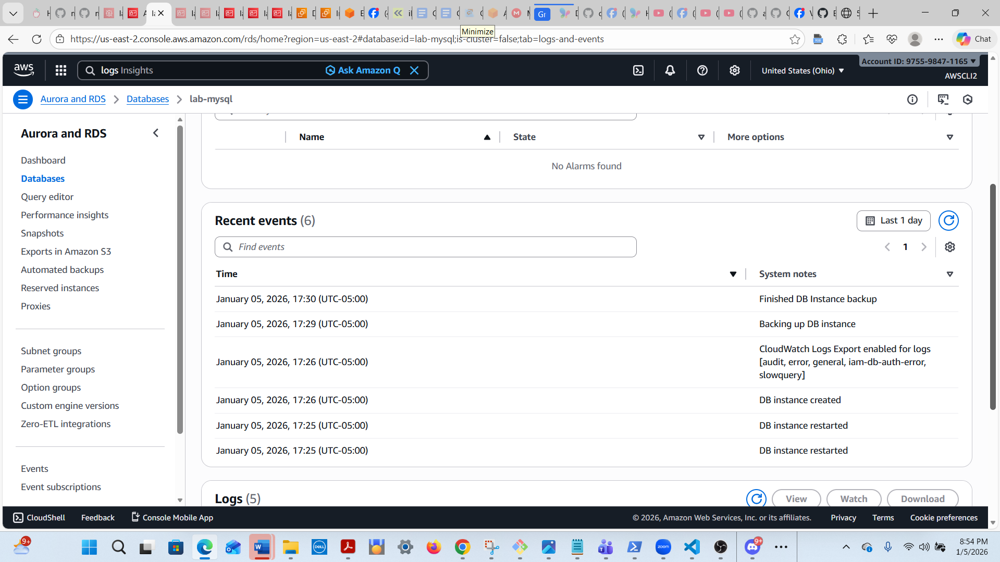 Gr
Minimize
https://us-east-2.console.aws.amazon.com/rds/home?region=us-east-2#database:id=lab-mysql;is-cluster=false;tab=logs-and-events
Chat
aws
logs Insights
Ask Amazon Q
United States (Ohio)
Account ID: 9755-9847-1165
AWSCLI2
Aurora and RDS
Databases
lab-mysql
Aurora and RDS
Dashboard
Databases
Query editor
Performance insights
Snapshots
Exports in Amazon S3
Automated backups
Reserved instances
Proxies
Subnet groups
Parameter groups
Option groups
Custom engine versions
Zero-ETL integrations
Events
Event subscriptions
Name State More options
No Alarms found
Recent events (6)
Last 1 day
Find events
1
Time System notes
January 05, 2026, 17:30 (UTC-05:00) Finished DB Instance backup
January 05, 2026, 17:29 (UTC-05:00) Backing up DB instance
January 05, 2026, 17:26 (UTC-05:00) CloudWatch Logs Export enabled for logs
[audit, error, general, iam-db-auth-error,
slowquery]
January 05, 2026, 17:26 (UTC-05:00) DB instance created
January 05, 2026, 17:25 (UTC-05:00) DB instance restarted
January 05, 2026, 17:25 (UTC-05:00) DB instance restarted
Logs (5)
View Watch Download
CloudShell Feedback Console Mobile App
© 2026, Amazon Web Services, Inc. or its affiliates. Privacy Terms Cookie preferences
9+
DELL
zoom
9+
8:54 PM
1/5/2026